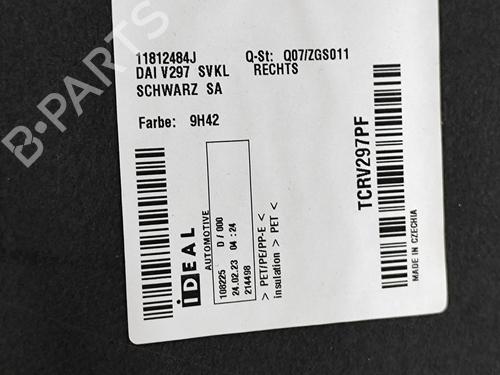 11812484J Q-St: Q07/ZGS011
DAI V297 SVKL RECHTS
SCHWARZ SA
Farbe: 9H42
iDEAL
AUTOMOTIVE
108225 D / 000
24.02.23 04 : 24
214498
> PET/PE/PP-E <
insulation > PET <
TCRV297PF
MADE IN CZECHIA
B-PARTS